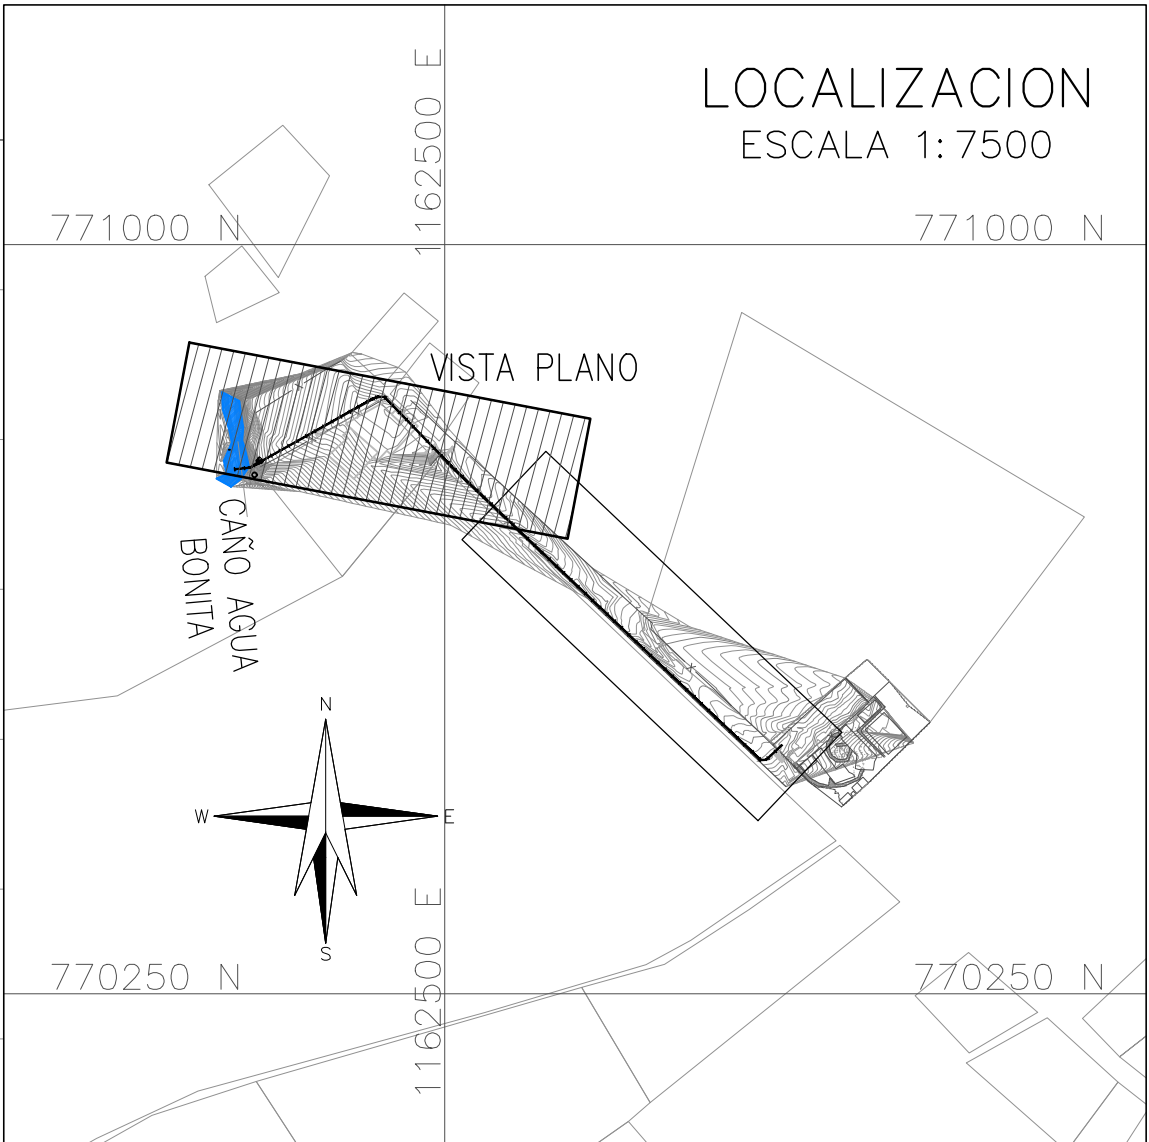 LOCALIZACION
ESCALA 1:7500
1162500 E
771000 N
771000 N
VISTA PLANO
CAÑO AGUA
BONITA
N
W
E
S
1162500 E
770250 N
770250 N